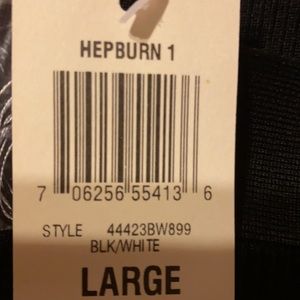 HEPBURN 1
7 06256 55413 6
STYLE 44423BW899
BLK/WHITE
LARGE